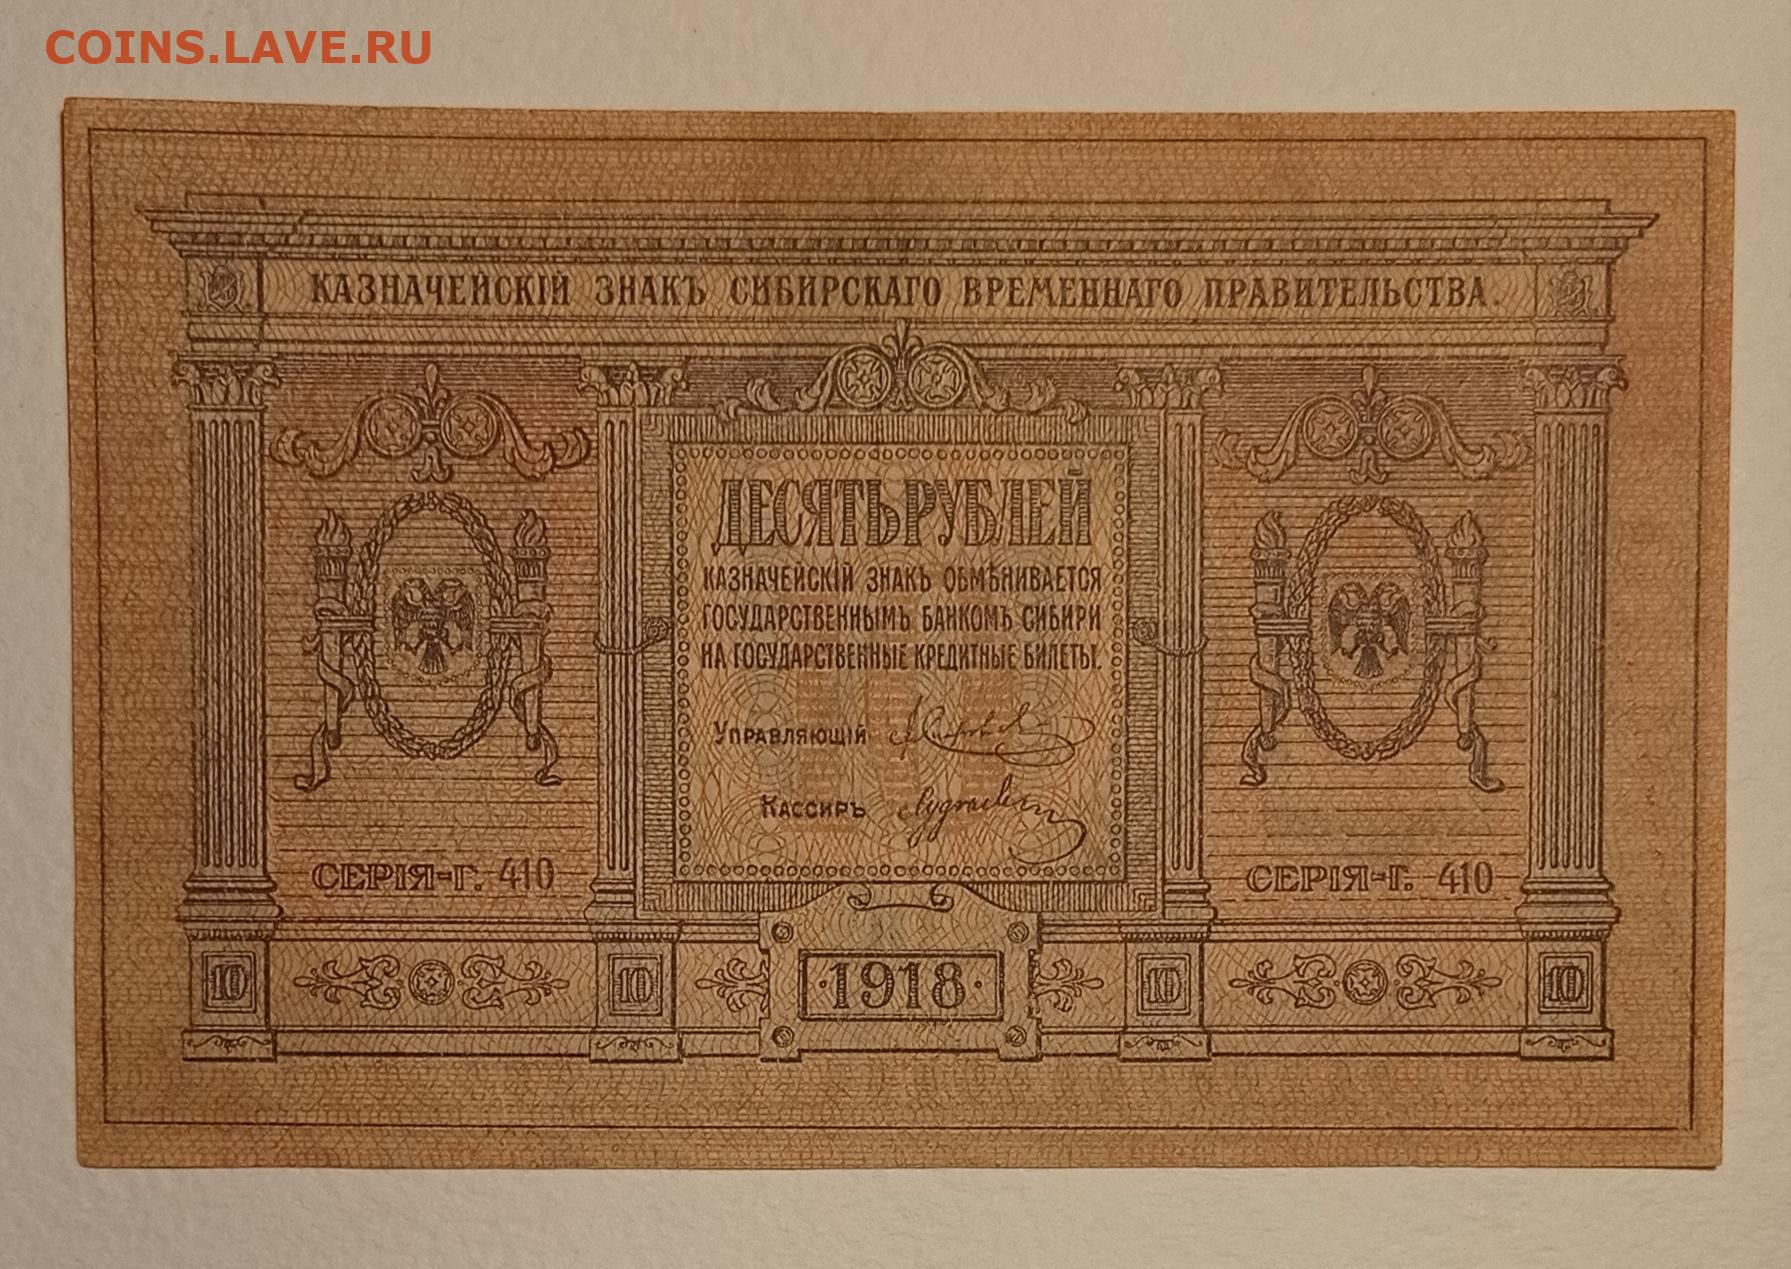 COINS.LAVE.RU
КАЗНАЧЕЙСКІЙ ЗНАКЪ СИБИРСКАГО ВРЕМЕННАГО ПРАВИТЕЛЬСТВА.
ДЕСЯТЬ РУБЛЕЙ
КАЗНАЧЕЙСКІЙ ЗНАКЪ ОБМѢНИВАЕТСЯ
ГОСУДАРСТВЕННЫМЪ БАНКОМЪ СИБИРИ
НА ГОСУДАРСТВЕННЫЕ КРЕДИТНЫЕ БИЛЕТЫ.
УПРАВЛЯЮЩІЙ
КАССИРЪ
СЕРІЯ-Г. 410
СЕРІЯ-Г. 410
10
10
·1918·
10
10